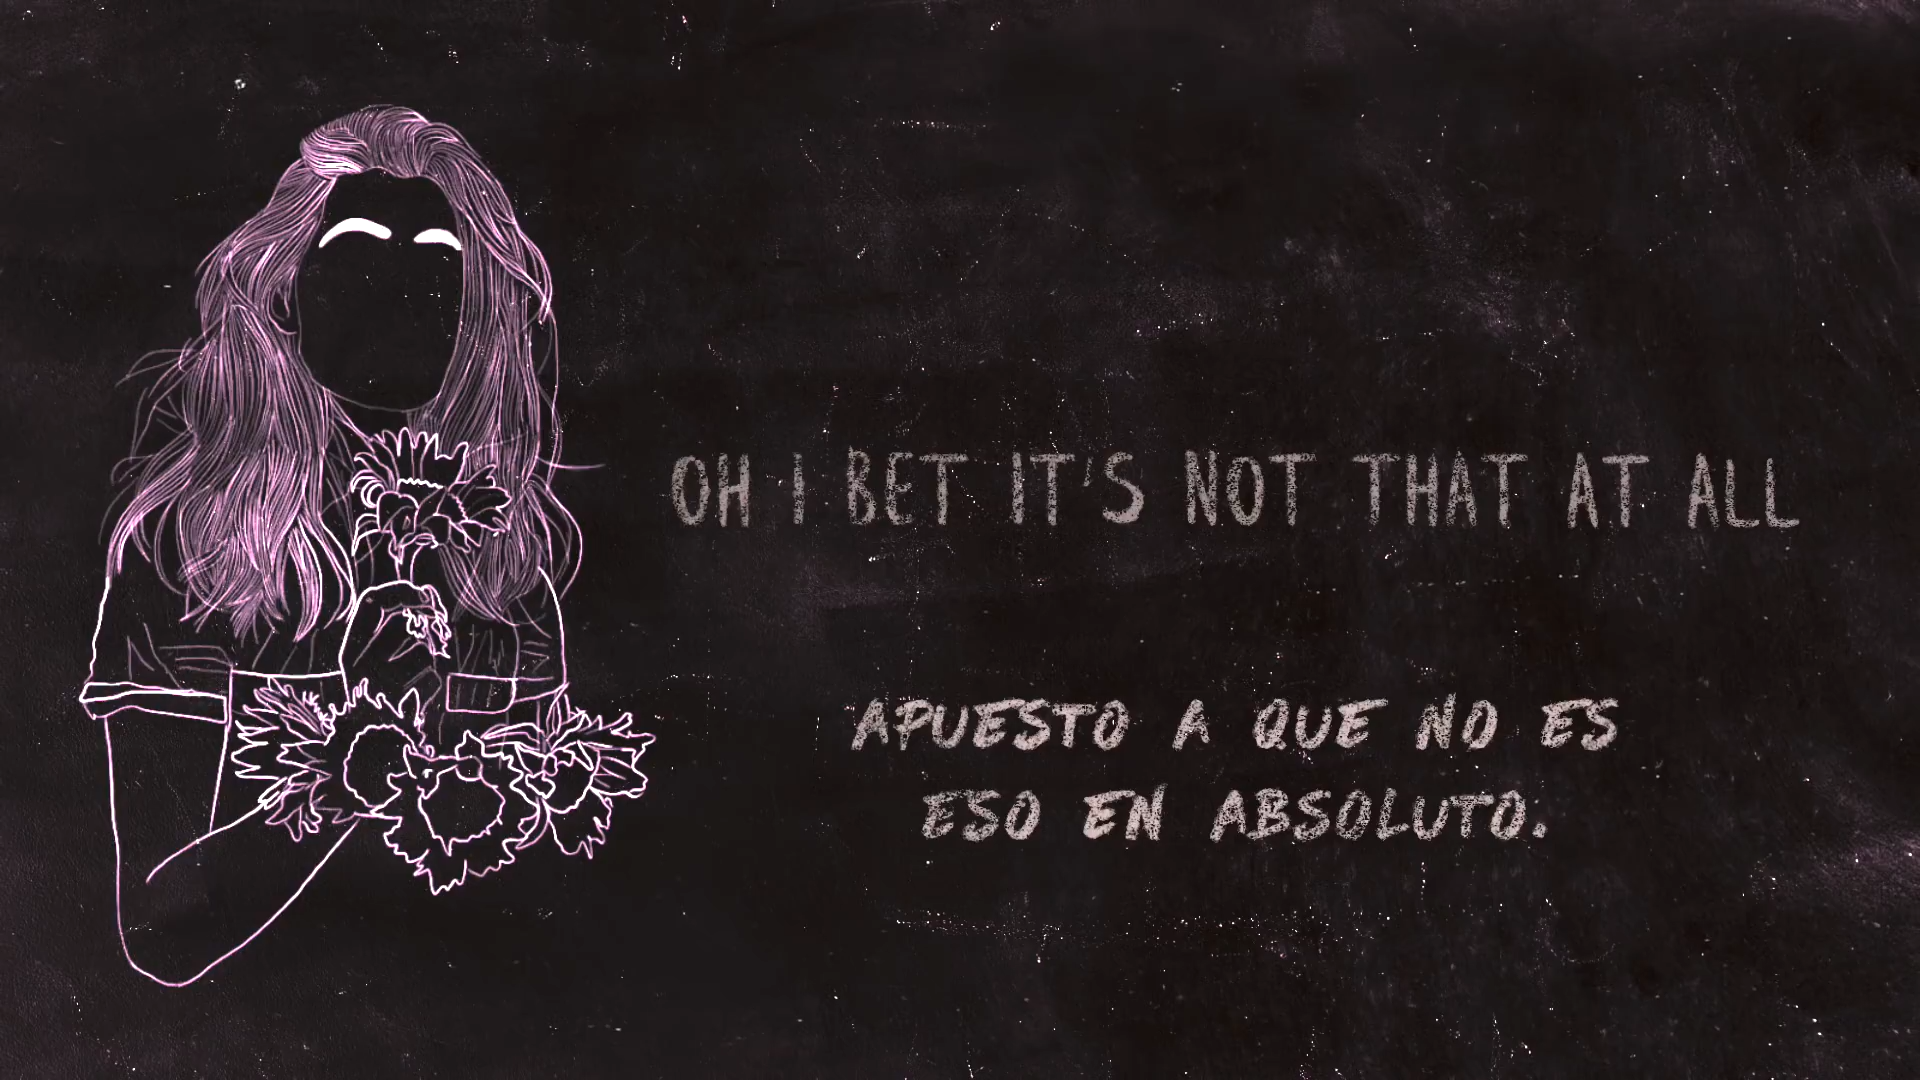 OH I BET IT'S NOT THAT AT ALL
APUESTO A QUE NO ES
ESO EN ABSOLUTO.